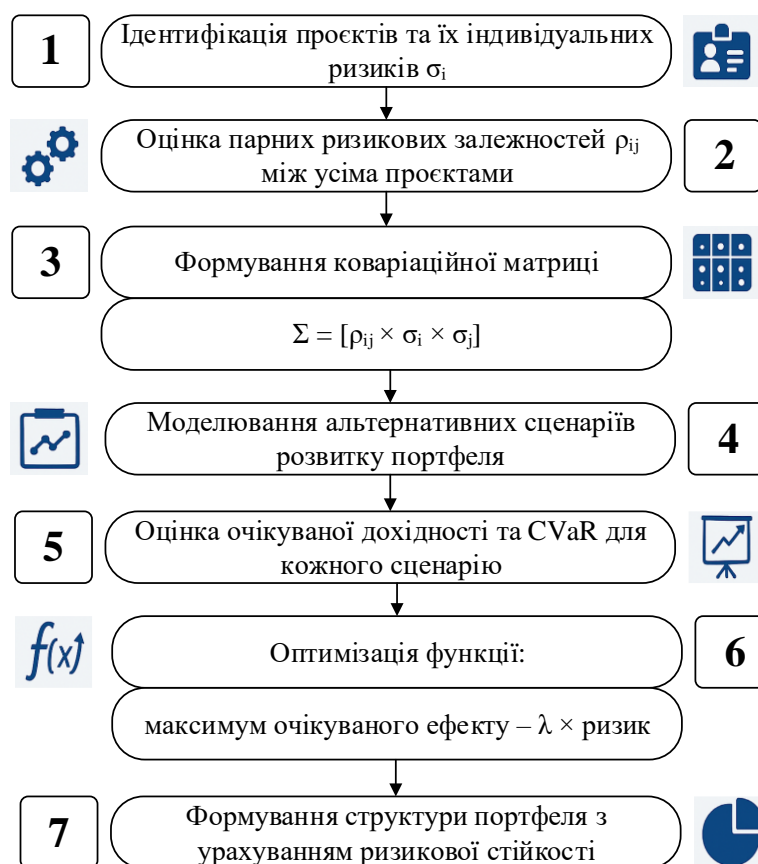 1
Ідентифікація проєктів та їх індивідуальних
ризиків σᵢ
Оцінка парних ризикових залежностей ρᵢⱼ
між усіма проєктами
2
3
Формування коваріаційної матриці
Σ = [ρᵢⱼ × σᵢ × σⱼ]
Моделювання альтернативних сценаріїв
розвитку портфеля
4
5
Оцінка очікуваної дохідності та CVaR для
кожного сценарію
f(x)
Оптимізація функції:
6
максимум очікуваного ефекту – λ × ризик
7
Формування структури портфеля з
урахуванням ризикової стійкості